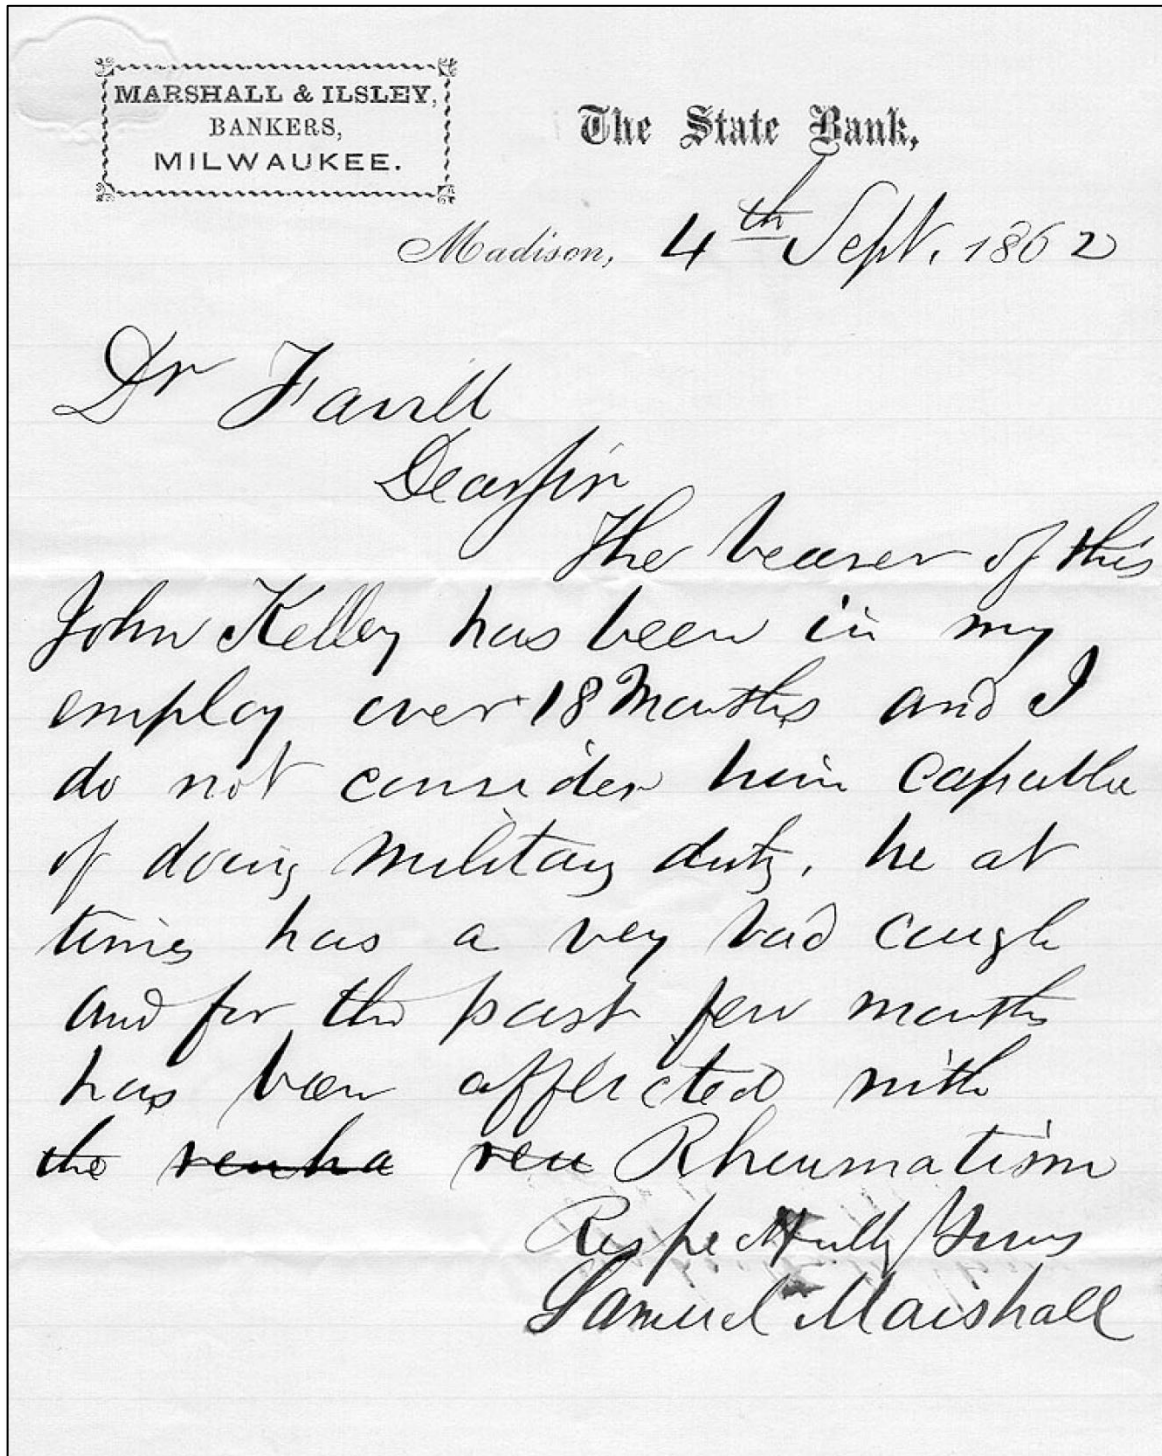 MARSHALL & ILSLEY,
BANKERS,
MILWAUKEE.
The State Bank,
Madison, 4th Sept. 1862
Dr
Dear Sir
The bearer of this
John Kelley has been in my
employ over 18 Months and I
do not consider him capable
of doing military duty. he at
times has a very bad cough
and for the past few months
has been afflicted with
the Rheumatism
Respectfully Yours
Samuel Marshall